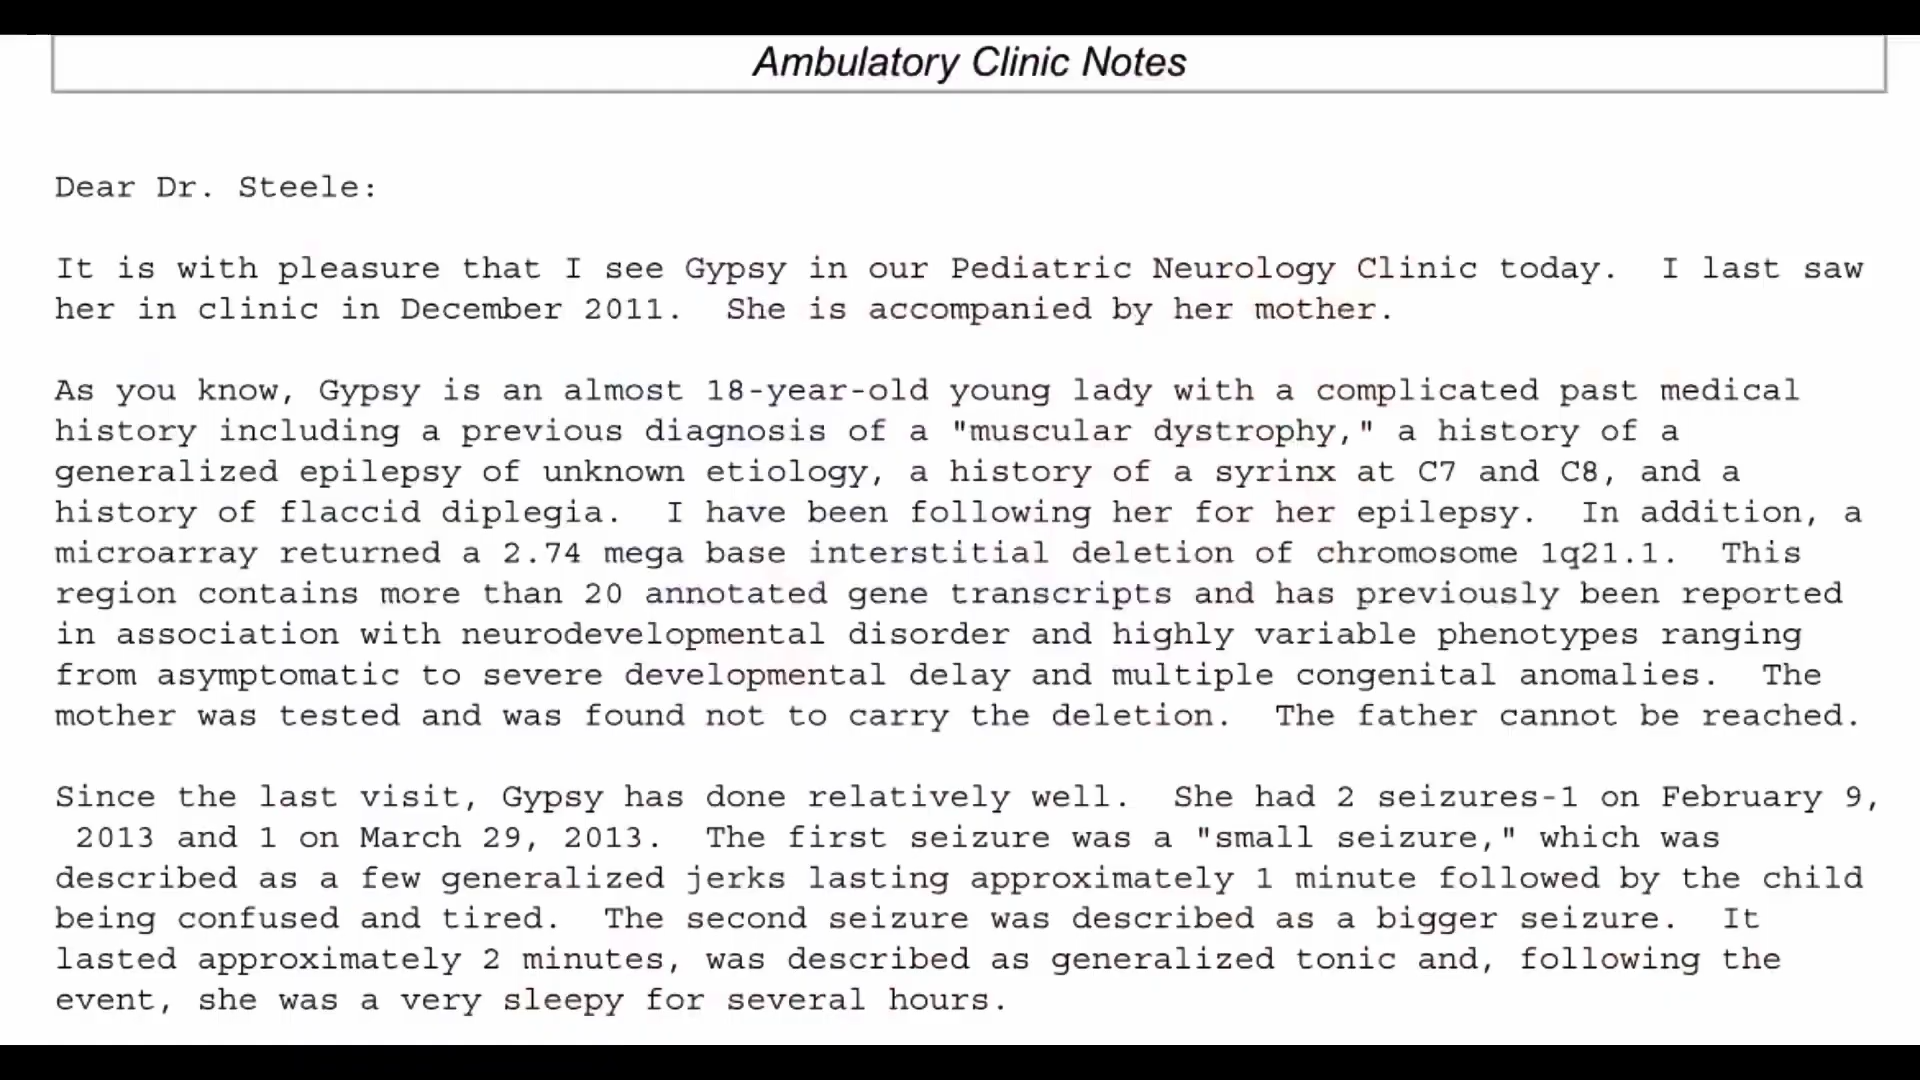 Ambulatory Clinic Notes
Dear Dr. Steele:
It is with pleasure that I see Gypsy in our Pediatric Neurology Clinic today.  I last saw
her in clinic in December 2011.  She is accompanied by her mother.
As you know, Gypsy is an almost 18-year-old young lady with a complicated past medical
history including a previous diagnosis of a "muscular dystrophy," a history of a
generalized epilepsy of unknown etiology, a history of a syrinx at C7 and C8, and a
history of flaccid diplegia.  I have been following her for her epilepsy.  In addition, a
microarray returned a 2.74 mega base interstitial deletion of chromosome 1q21.1.  This
region contains more than 20 annotated gene transcripts and has previously been reported
in association with neurodevelopmental disorder and highly variable phenotypes ranging
from asymptomatic to severe developmental delay and multiple congenital anomalies.  The
mother was tested and was found not to carry the deletion.  The father cannot be reached.
Since the last visit, Gypsy has done relatively well.  She had 2 seizures-1 on February 9,
2013 and 1 on March 29, 2013.  The first seizure was a "small seizure," which was
described as a few generalized jerks lasting approximately 1 minute followed by the child
being confused and tired.  The second seizure was described as a bigger seizure.  It
lasted approximately 2 minutes, was described as generalized tonic and, following the
event, she was a very sleepy for several hours.